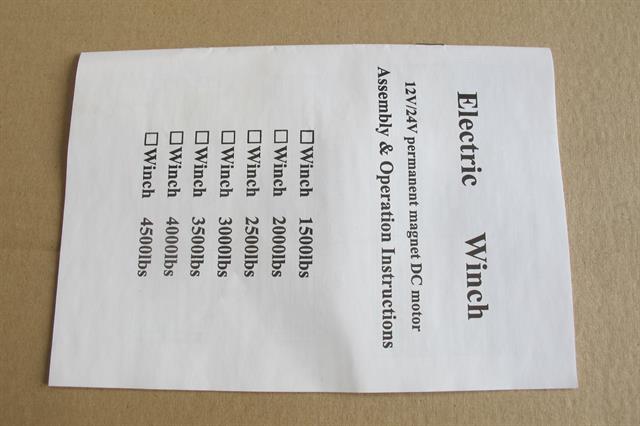 Electric Winch
12V/24V permanent magnet DC motor
Assembly & Operation Instructions
☐Winch 1500lbs
☐Winch 2000lbs
☐Winch 2500lbs
☐Winch 3000lbs
☐Winch 3500lbs
☐Winch 4000lbs
☐Winch 4500lbs